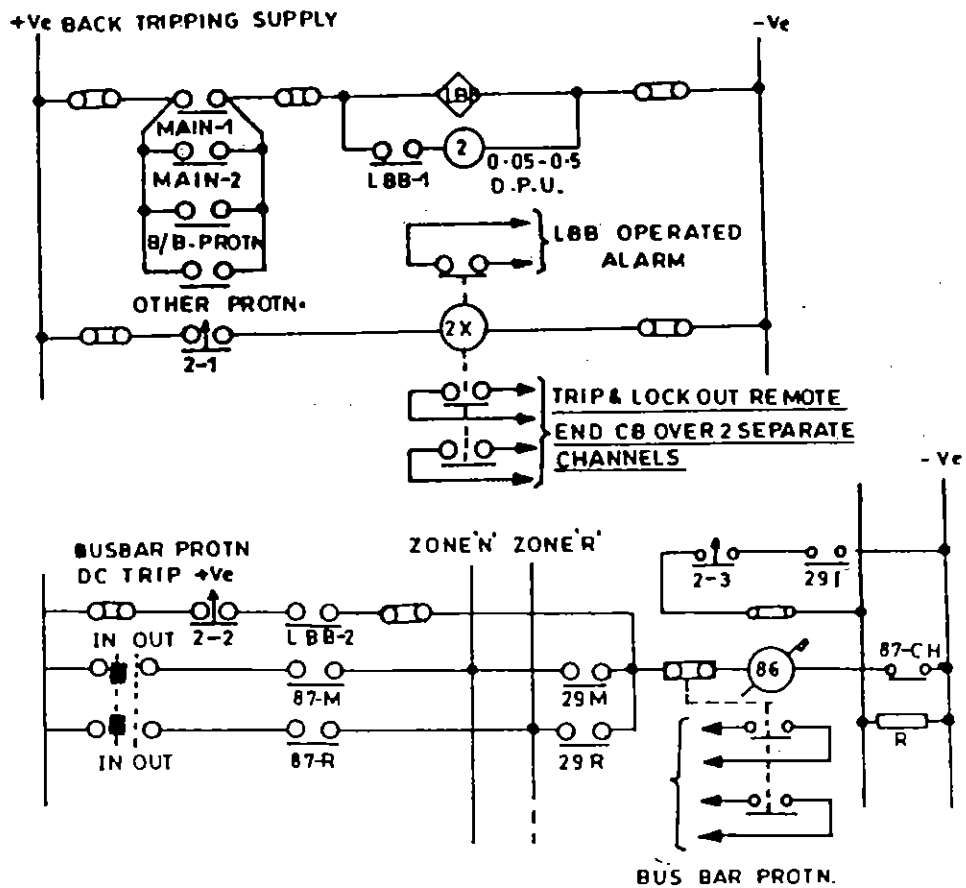 +Ve BACK TRIPPING SUPPLY
-Ve
LBB
MAIN-1
2
LBB-1
0.05-0.5
D.P.U.
MAIN-2
B/B-PROTN
OTHER PROTN.
LBB OPERATED
ALARM
2X
2-1
TRIP & LOCK OUT REMOTE
END CB OVER 2 SEPARATE
CHANNELS
-Ve
BUSBAR PROTN
DC TRIP +Ve
ZONE 'N' ZONE 'R'
2-3
29T
IN OUT
2-2
LBB-2
87-M
29M
86
87-CH
IN OUT
87-R
29R
R
BUS BAR PROTN.